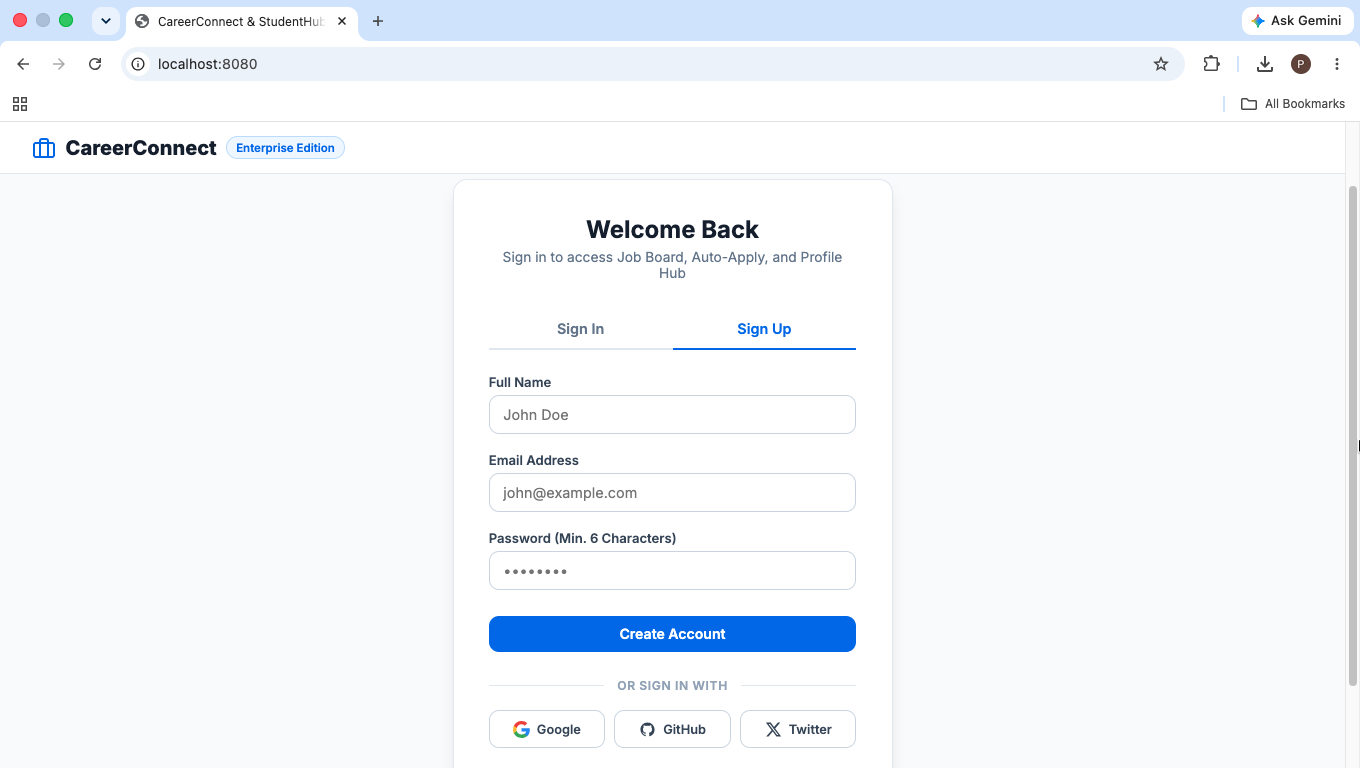 CareerConnect & StudentHub
Ask Gemini
localhost:8080
P
All Bookmarks
CareerConnect
Enterprise Edition
Welcome Back
Sign in to access Job Board, Auto-Apply, and Profile
Hub
Sign In
Sign Up
Full Name
John Doe
Email Address
john@example.com
Password (Min. 6 Characters)
••••••••
Create Account
OR SIGN IN WITH
Google
GitHub
Twitter